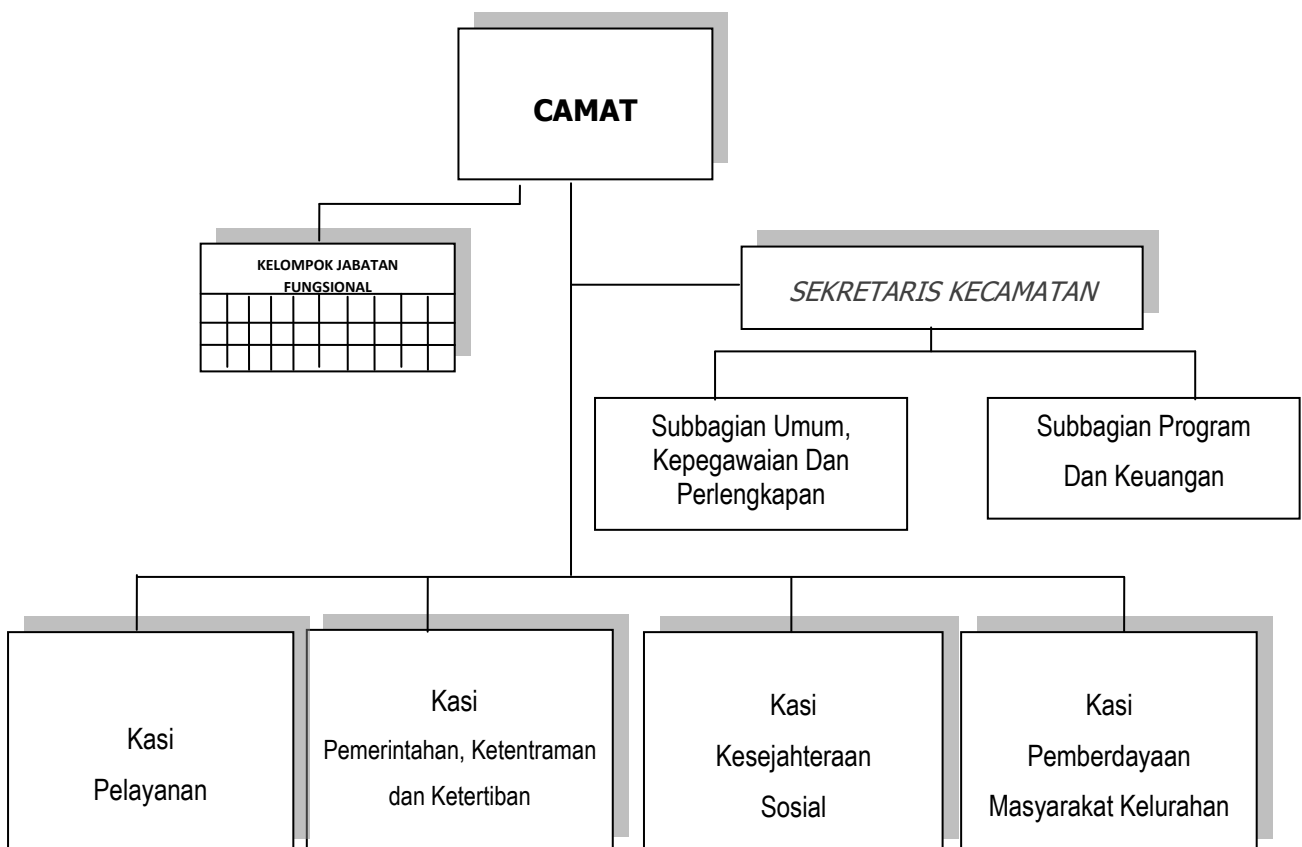 CAMAT
KELOMPOK JABATAN
FUNGSIONAL
SEKRETARIS KECAMATAN
Subbagian Umum,
Kepegawaian Dan
Perlengkapan
Subbagian Program
Dan Keuangan
Kasi
Pelayanan
Kasi
Pemerintahan, Ketentraman
dan Ketertiban
Kasi
Kesejahteraan
Sosial
Kasi
Pemberdayaan
Masyarakat Kelurahan